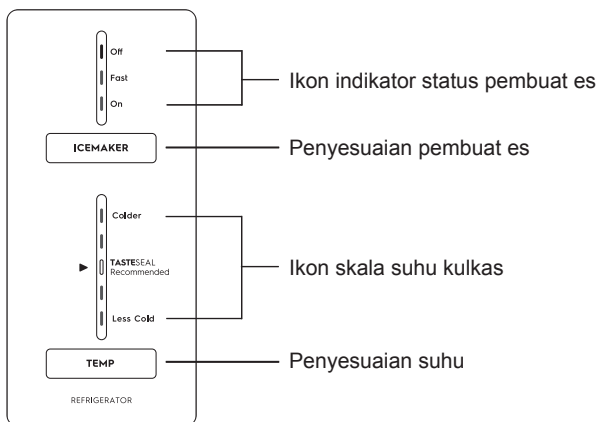 Off
Fast
On
Ikon indikator status pembuat es
ICEMAKER
Penyesuaian pembuat es
Colder
TASTESEAL
Recommended
Ikon skala suhu kulkas
Less Cold
TEMP
Penyesuaian suhu
REFRIGERATOR